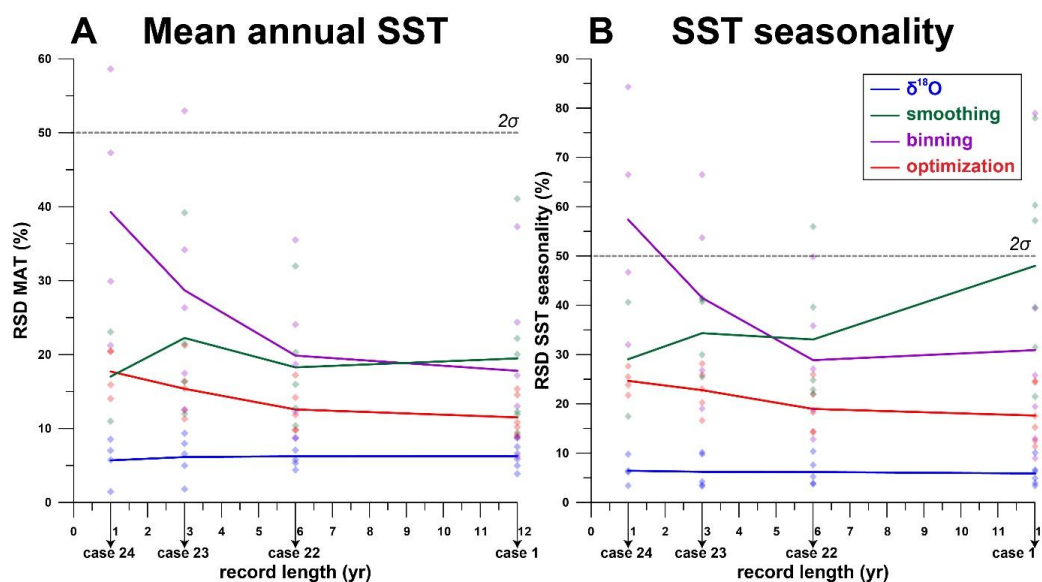 A Mean annual SST
60
50
40
30
20
10
0
RSD MAT (%)
2σ
0 1 2 3 4 5 6 7 8 9 10 11 12
case 24 case 23 case 22 case 1
record length (yr)
B SST seasonality
90
80
70
60
50
40
30
20
10
0
RSD SST seasonality (%)
δ¹⁸O
smoothing
binning
optimization
2σ
0 1 2 3 4 5 6 7 8 9 10 11 1
case 24 case 23 case 22 case 1
record length (yr)